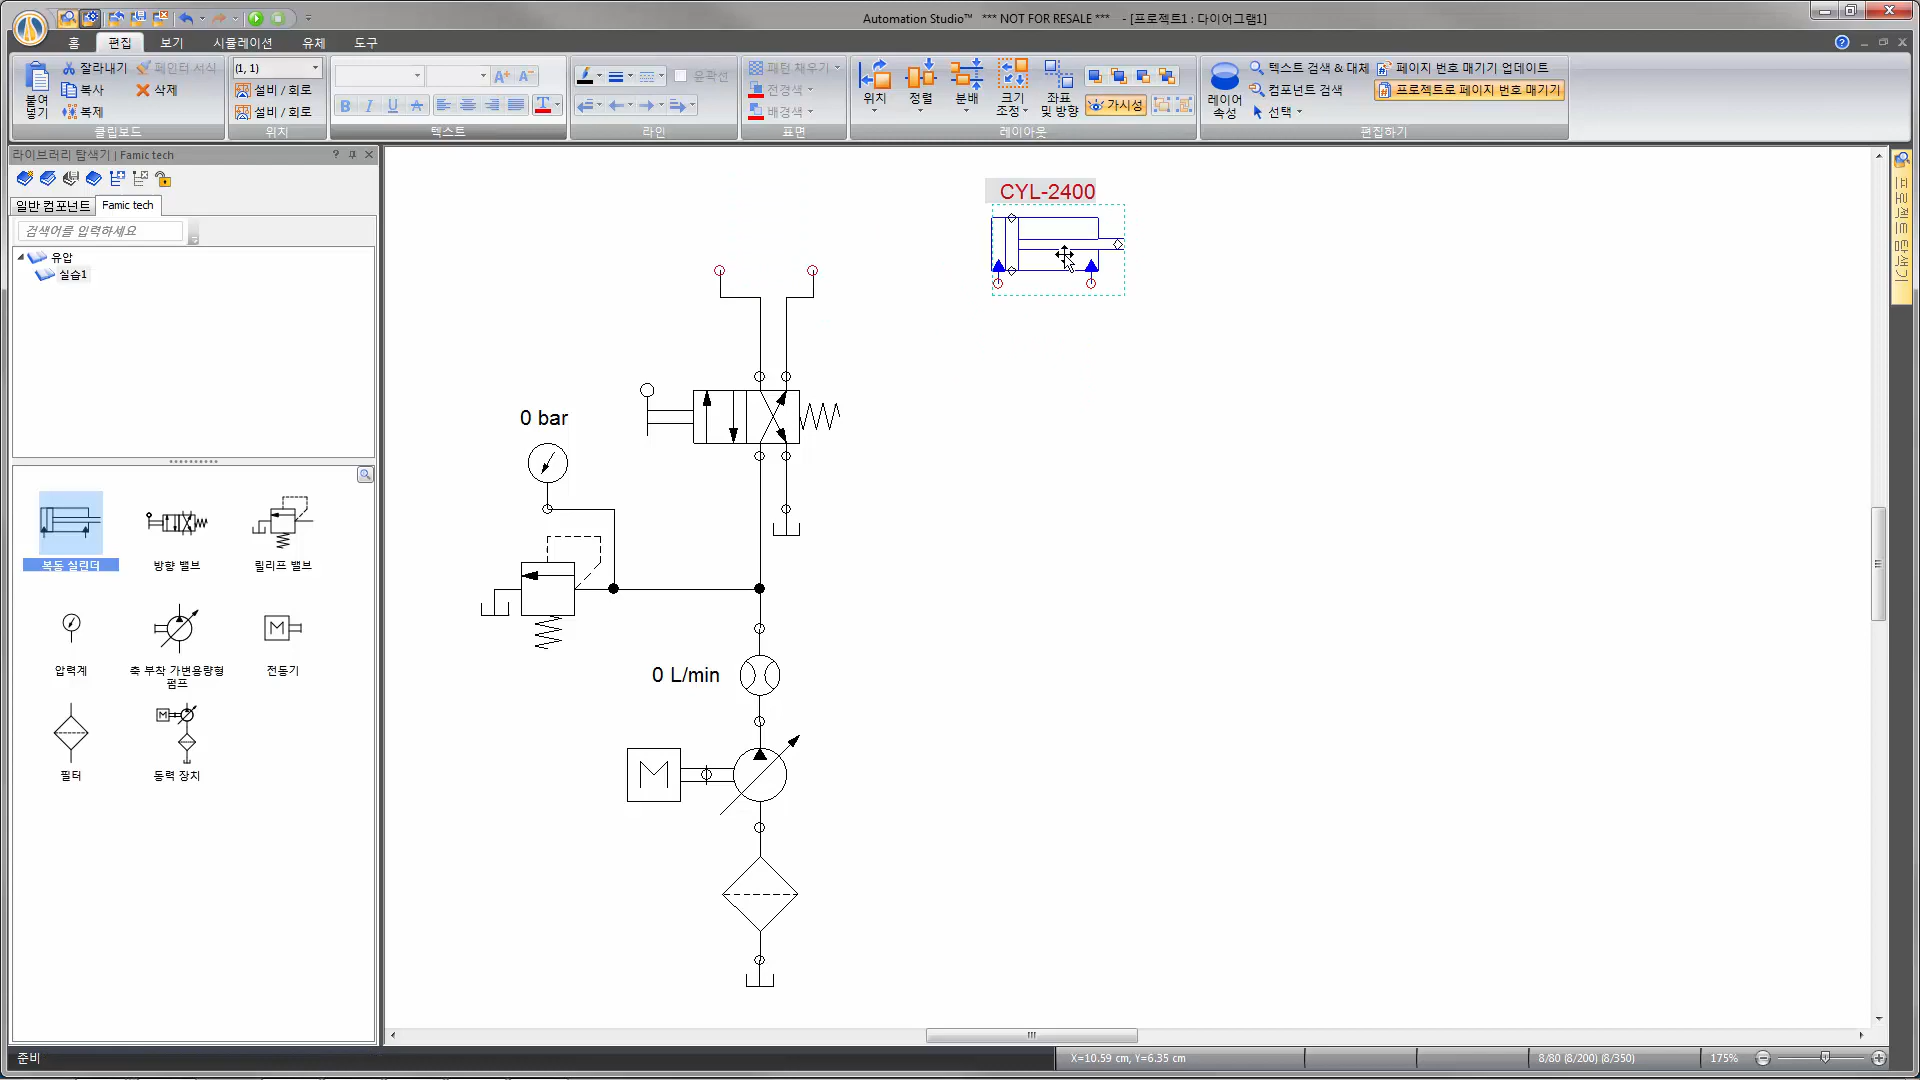 Automation Studio™ *** NOT FOR RESALE *** - [프로젝트1 : 다이어그램1]
홈 편집 보기 시뮬레이션 유체 도구
붙여
넣기
잘라내기
복사
복제
페인터 서식
삭제
클립보드
(1, 1)
설비 / 회로
설비 / 회로
위치
A+ A-
B I U A T
텍스트
윤곽선
라인
패턴 채우기
전경색
배경색
표면
위치
정렬
분배
크기
조정
좌표
및 방향
가시성
레이아웃
레이어
속성
텍스트 검색 & 대체
컴포넌트 검색
선택
페이지 번호 매기기 업데이트
프로젝트로 페이지 번호 매기기
편집하기
라이브러리 탐색기 | Famic tech
일반 컴포넌트
Famic tech
검색어를 입력하세요
유압
실습1
복동 실린더
방향 밸브
릴리프 밸브
압력계
축 부착 가변용량형
펌프
전동기
필터
동력 장치
CYL-2400
0 bar
0 L/min
M
프로젝트 탐색기
준비
X=10.59 cm, Y=6.35 cm
8/80 (8/200) (8/350)
175%